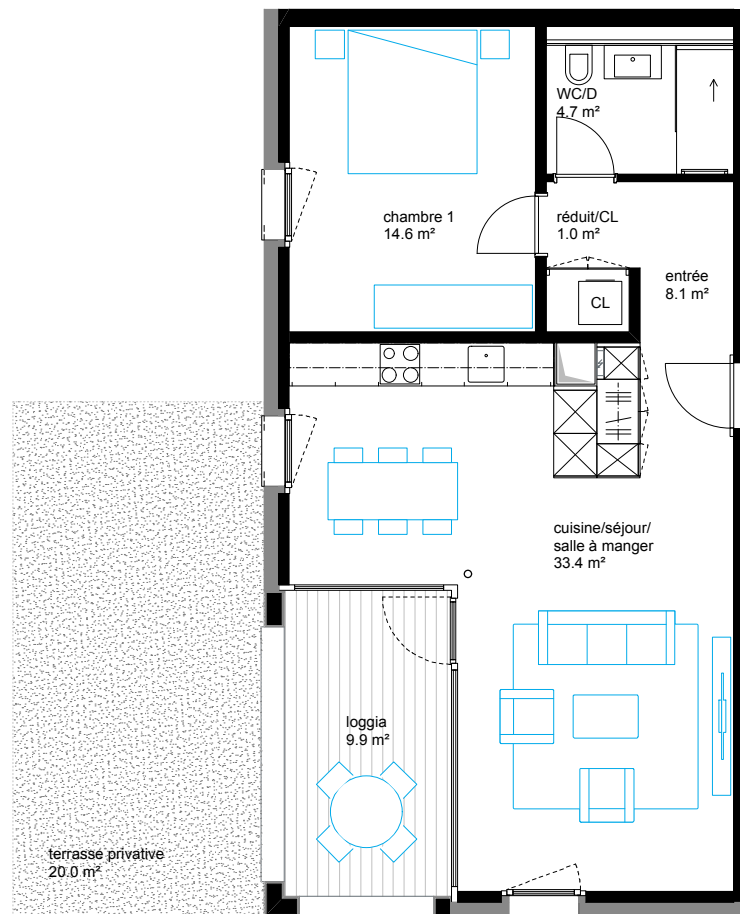 WC/D
4.7 m²
chambre 1
14.6 m²
réduit/CL
1.0 m²
entrée
8.1 m²
CL
cuisine/séjour/
salle à manger
33.4 m²
loggia
9.9 m²
terrasse privative
20.0 m²